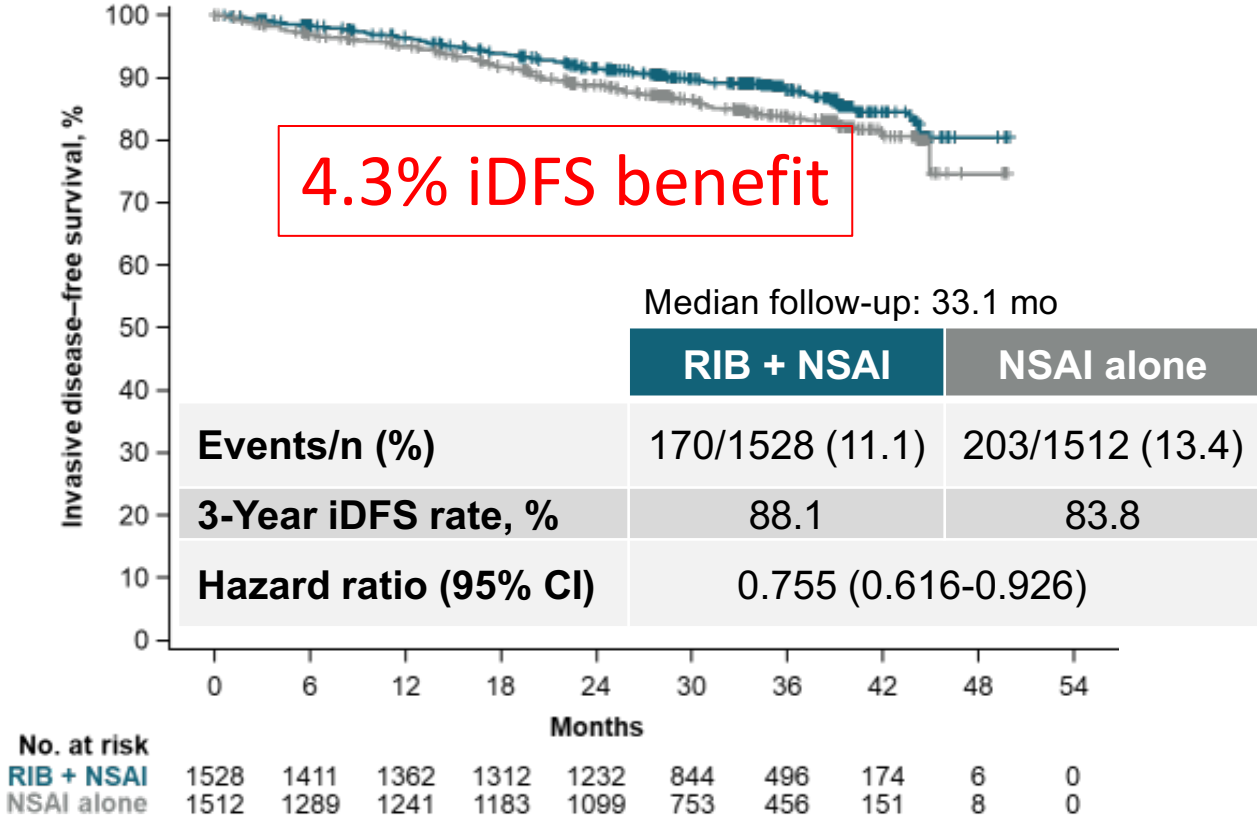 Invasive disease–free survival, %
100
90
80
70
60
50
40
30
20
10
0
4.3% iDFS benefit
Median follow-up: 33.1 mo
RIB + NSAI NSAI alone
Events/n (%) 170/1528 (11.1) 203/1512 (13.4)
3-Year iDFS rate, % 88.1 83.8
Hazard ratio (95% CI) 0.755 (0.616-0.926)
0 6 12 18 24 30 36 42 48 54
Months
No. at risk
RIB + NSAI 1528 1411 1362 1312 1232 844 496 174 6 0
NSAI alone 1512 1289 1241 1183 1099 753 456 151 8 0